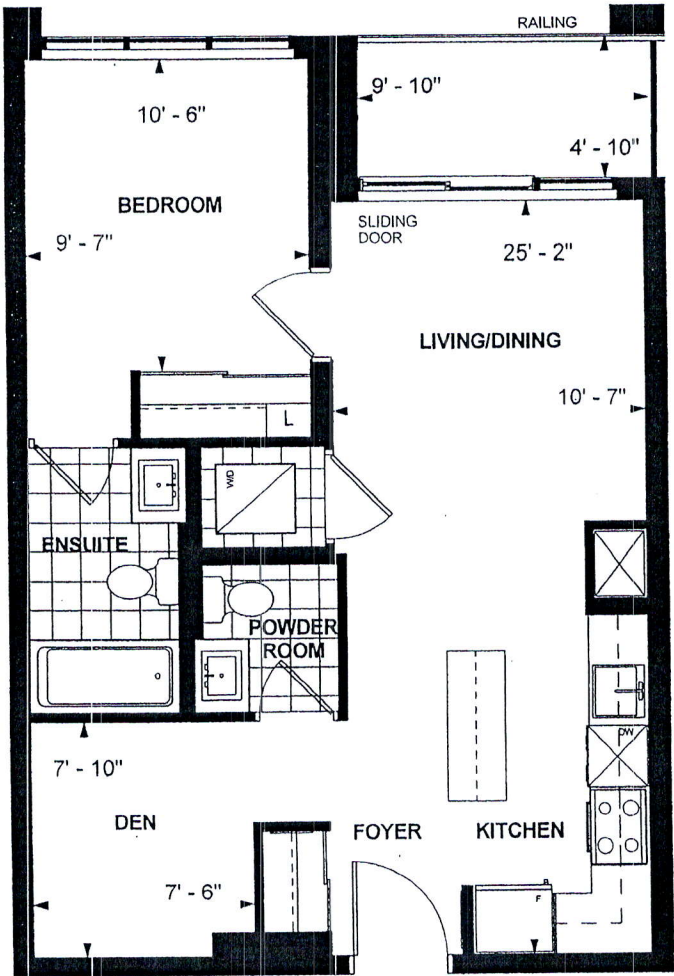 RAILING
9' - 10"
10' - 6"
4' - 10"
BEDROOM
SLIDING
DOOR
9' - 7"
25' - 2"
LIVING/DINING
10' - 7"
L
W/D
ENSUITE
POWDER
ROOM
DW
7' - 10"
DEN
FOYER
KITCHEN
7' - 6"
F